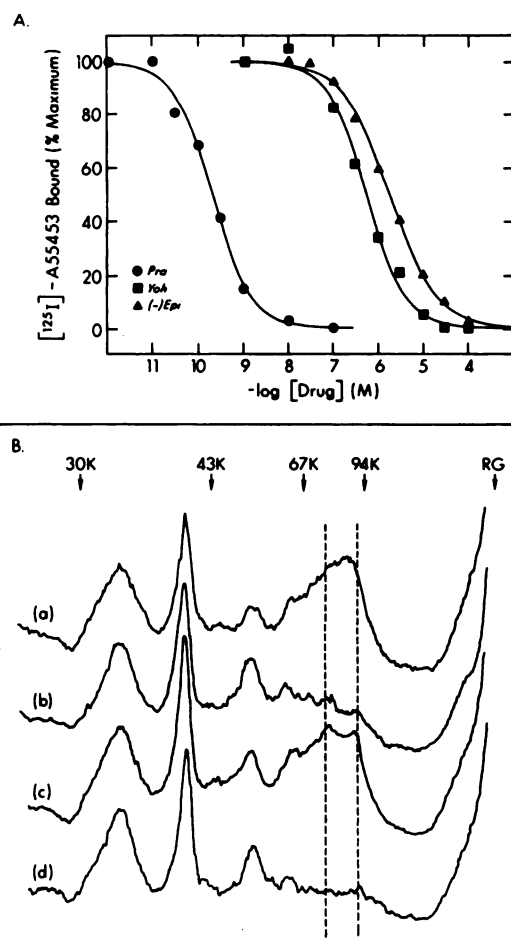 A.
[¹²⁵I]-A55453 Bound (% Maximum)
100
80
60
40
20
0
● Pra
■ Yoh
▲ (-)Epi
11 10 9 8 7 6 5 4
-log [Drug] (M)
B.
30K 43K 67K 94K RG
(a)
(b)
(c)
(d)